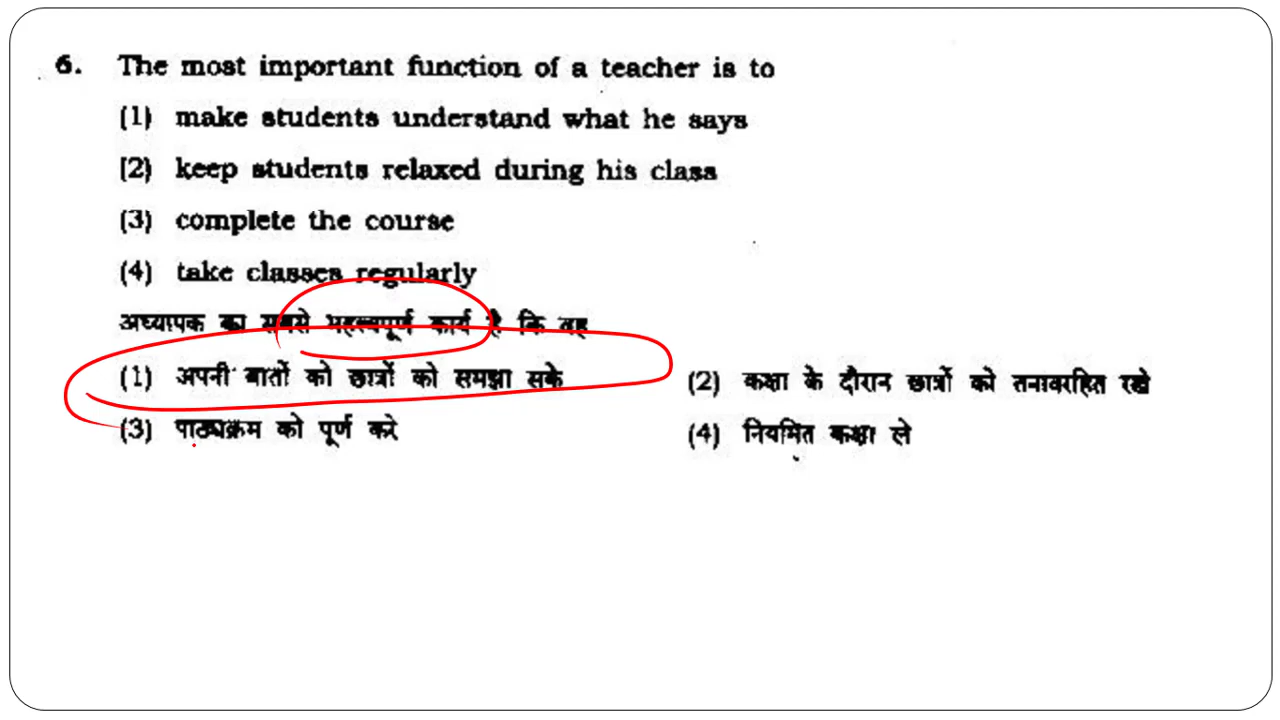 6. The most important function of a teacher is to
(1) make students understand what he says
(2) keep students relaxed during his class
(3) complete the course
(4) take classes regularly
अध्यापक का सबसे महत्वपूर्ण कार्य है कि वह
(1) अपनी बातों को छात्रों को समझा सके (2) कक्षा के दौरान छात्रों को तनावरहित रखे
(3) पाठ्यक्रम को पूर्ण करे (4) नियमित कक्षा ले